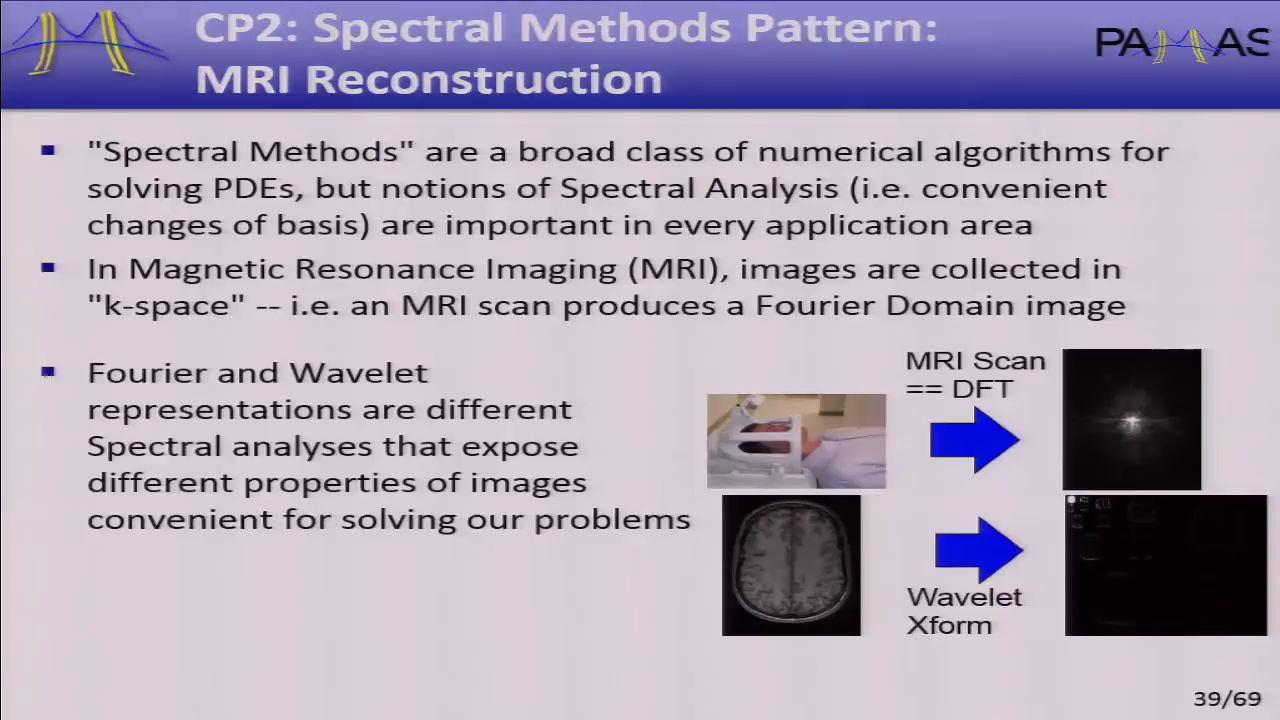 CP2: Spectral Methods Pattern:
MRI Reconstruction
PAMAS
"Spectral Methods" are a broad class of numerical algorithms for
solving PDEs, but notions of Spectral Analysis (i.e. convenient
changes of basis) are important in every application area
In Magnetic Resonance Imaging (MRI), images are collected in
"k-space" -- i.e. an MRI scan produces a Fourier Domain image
Fourier and Wavelet
representations are different
Spectral analyses that expose
different properties of images
convenient for solving our problems
MRI Scan
== DFT
Wavelet
Xform
39/69